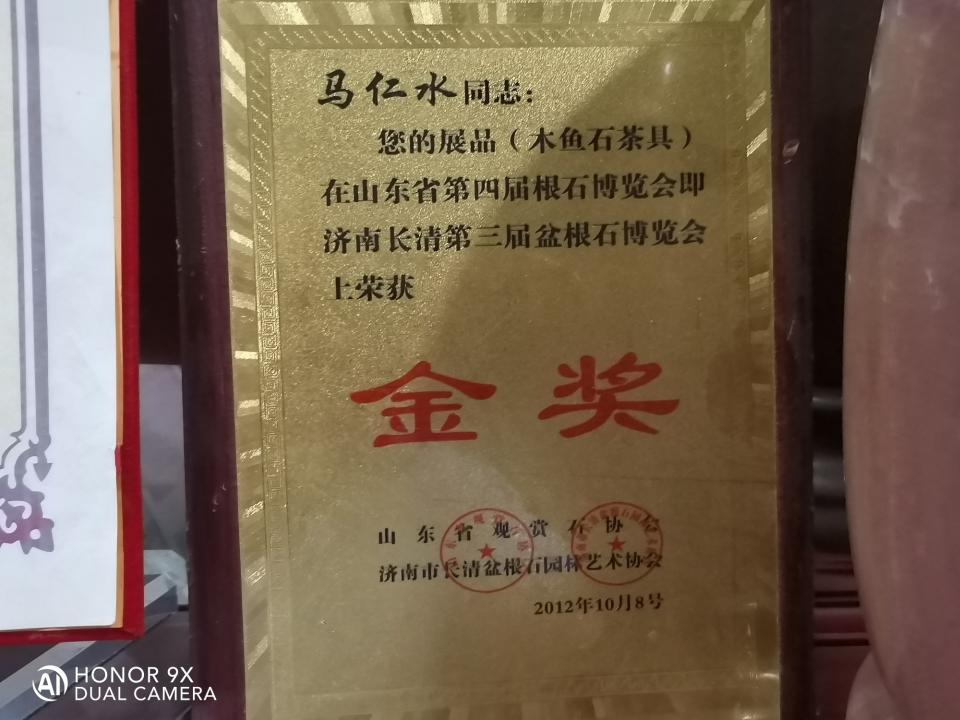 马仁水同志：
您的展品（木鱼石茶具）
在山东省第四届根石博览会即
济南长清第三届盆根石博览会
上荣获
金奖
山东省观赏石协会
济南市长清盆根石园林艺术协会
2012年10月8号
HONOR 9X
DUAL CAMERA